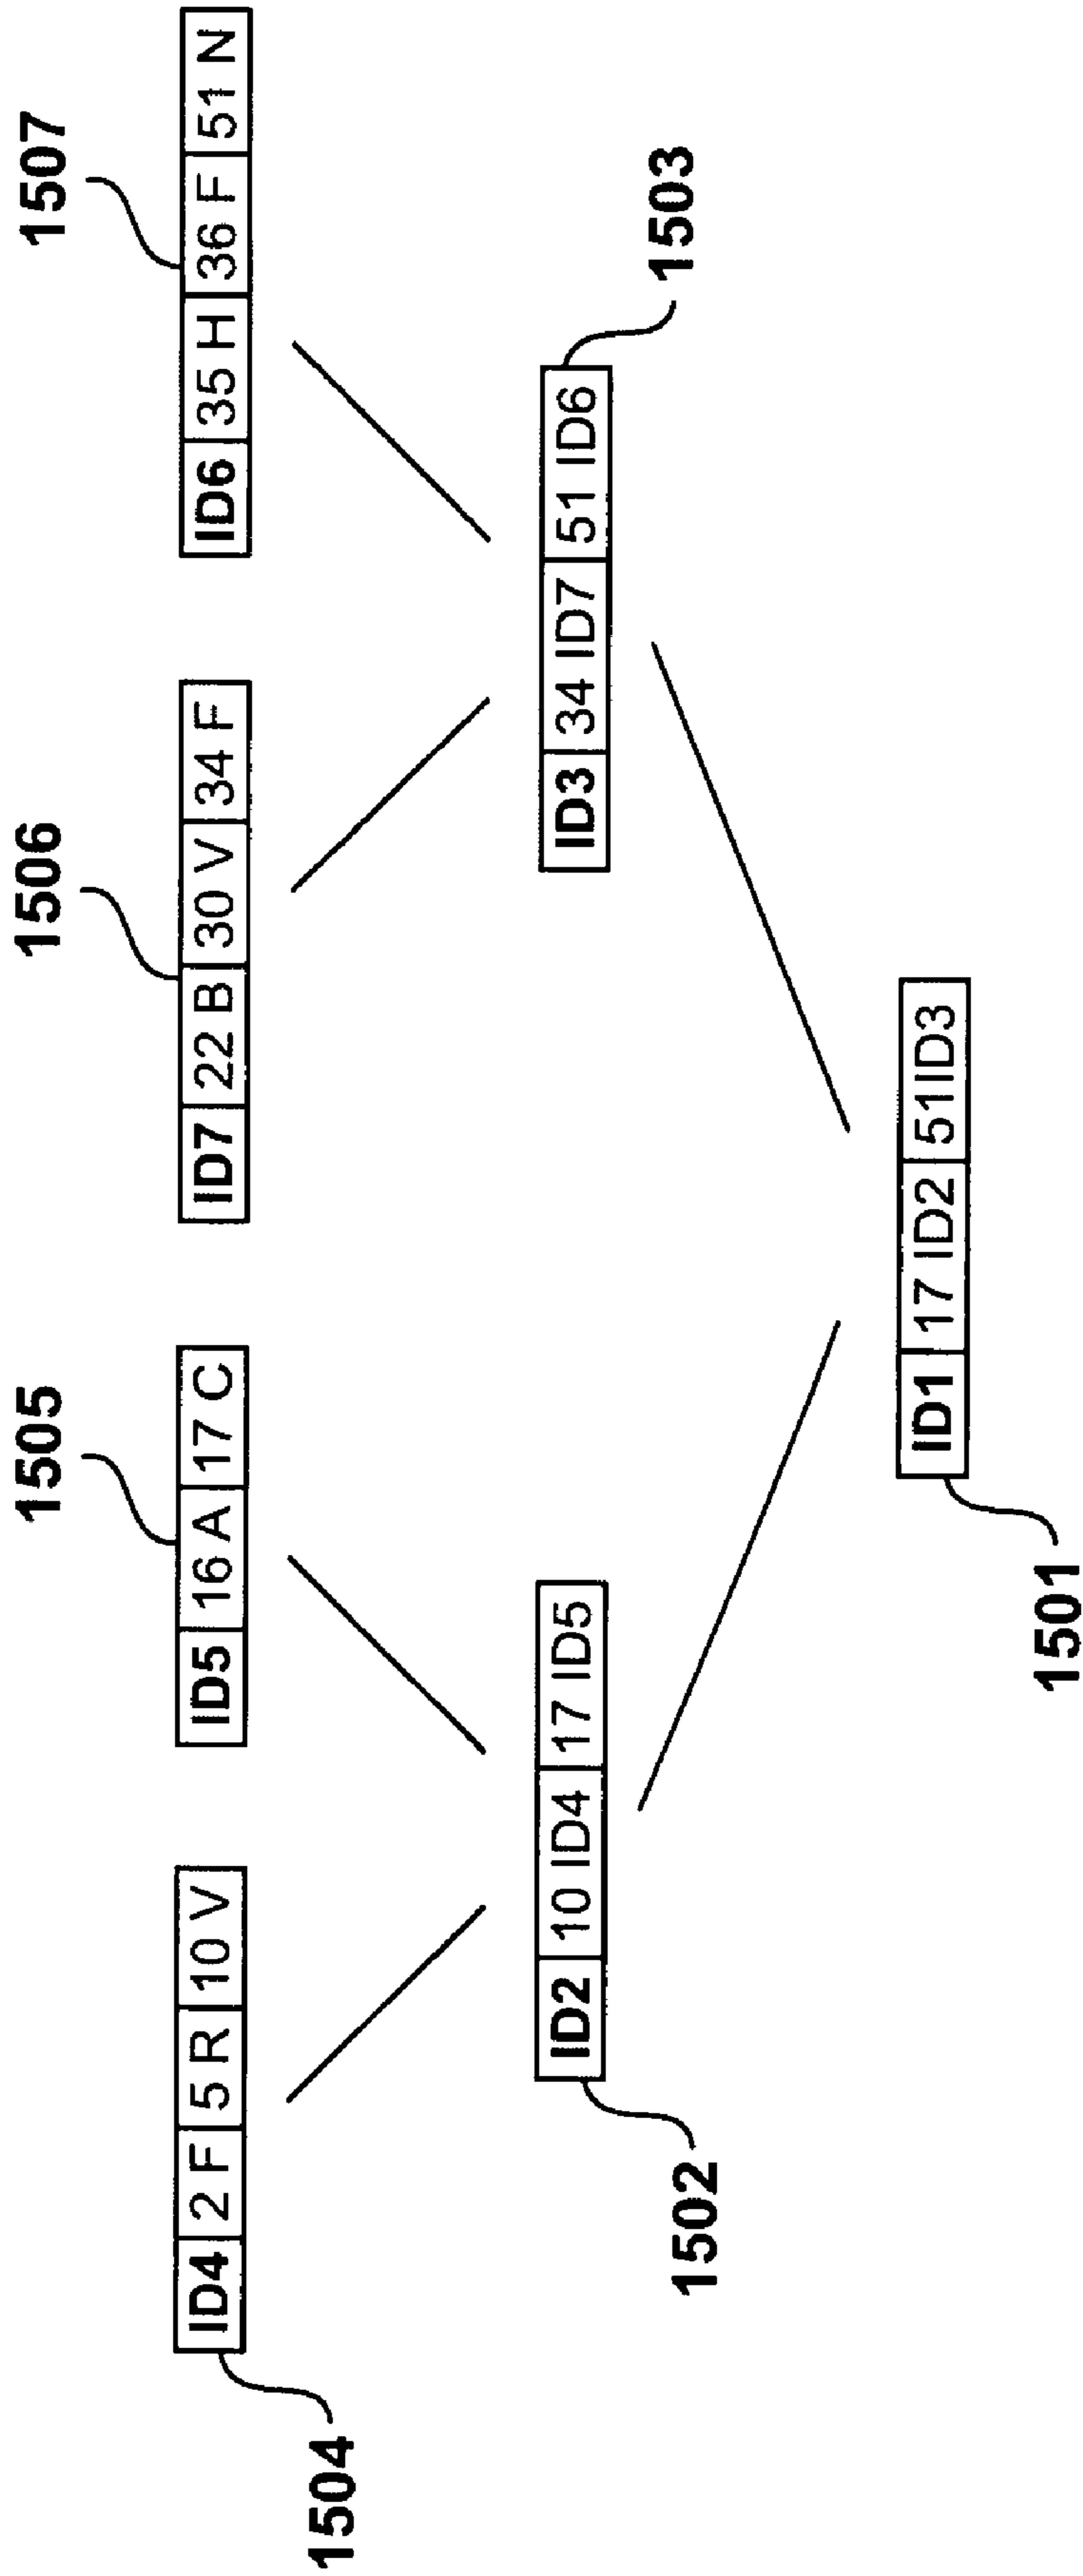 1505 1506 1507
ID4 2 F 5 R 10 V
ID5 16 A 17 C
ID7 22 B 30 V 34 F
ID6 35 H 36 F 51 N
1504
ID2 10 ID4 17 ID5
ID3 34 ID7 51 ID6
1502 1503
ID1 17 ID2 51ID3
1501